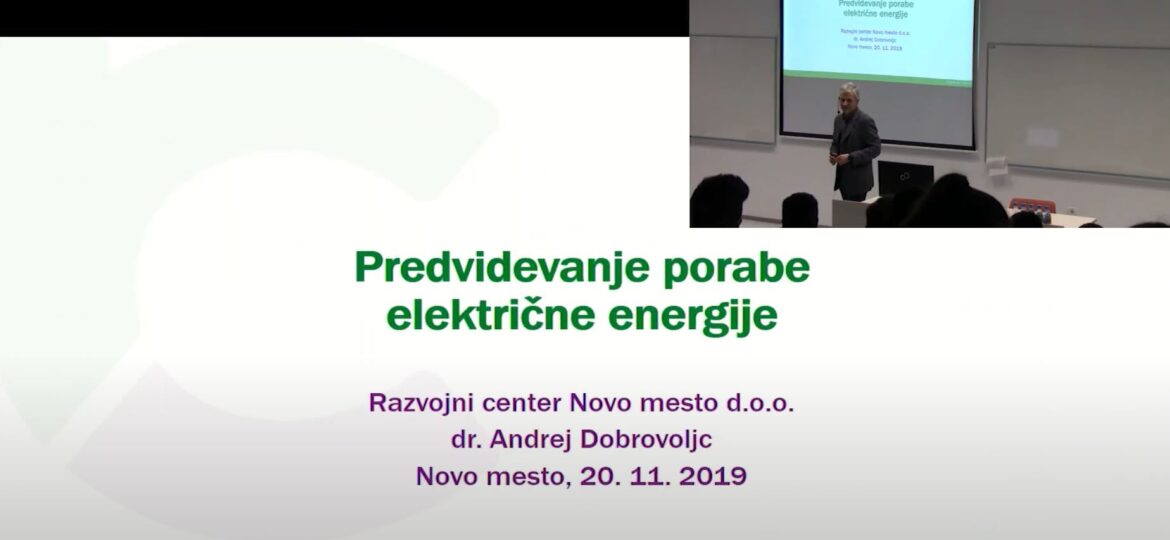 Predvidevanje porabe
električne energije
Razvojni center Novo mesto d.o.o.
dr. Andrej Dobrovoljc
Novo mesto, 20. 11. 2019
Predvidevanje porabe
električne energije
Razvojni center Novo mesto d.o.o.
dr. Andrej Dobrovoljc
Novo mesto, 20. 11. 2019